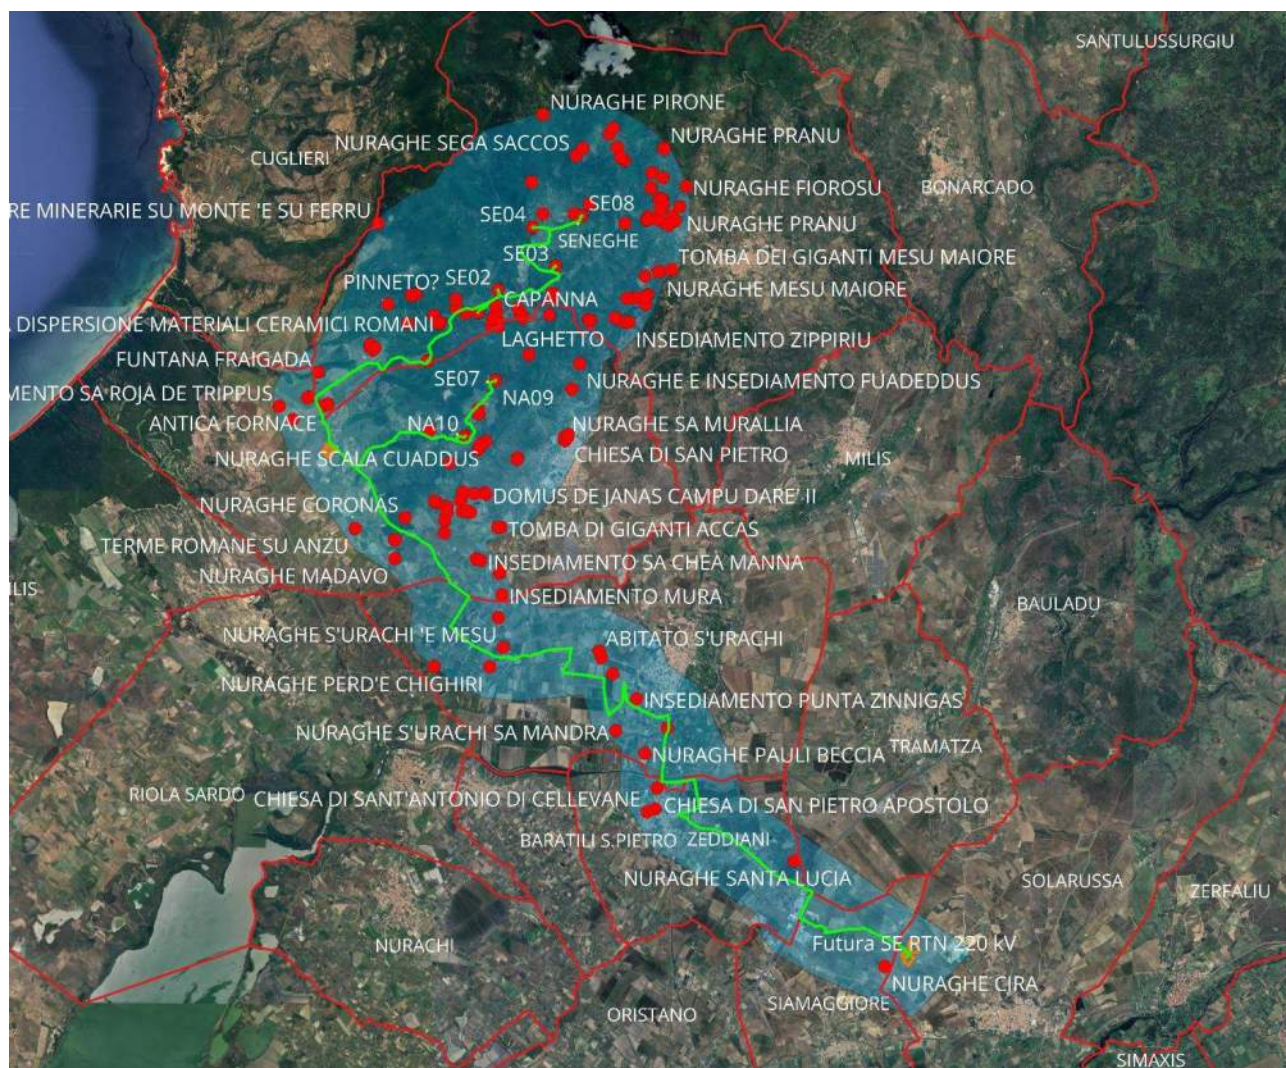 SANTULUSSURGIU
NURAGHE PIRONE
NURAGHE SEGA SACCOS
NURAGHE PRANU
CUGLIERI
NURAGHE FIOROSU
BONARCADO
RE MINERARIE SU MONTE 'E SU FERRU
SE04
SE08
NURAGHE PRANU
SENEGHE
SE03
TOMBA DEI GIGANTI MESU MAIORE
PINNETO?
SE02
NURAGHE MESU MAIORE
CAPANNA
DISPERSIONE MATERIALI CERAMICI ROMANI
LAGHETTO
INSEDIAMENTO ZIPPIRIU
FUNTANA FRAIGADA
SE07
NURAGHE E INSEDIAMENTO FUADEDDUS
MENTO SA ROJA DE TRIPPUS
NA09
ANTICA FORNACE
NA10
NURAGHE SA MURALLIA
NURAGHE SCALA CUADDUS
CHIESA DI SAN PIETRO
MILIS
NURAGHE CORONAS
DOMUS DE JANAS CAMPU DARE' II
TOMBA DI GIGANTI ACCAS
TERME ROMANE SU ANZU
INSEDIAMENTO SA CHEA MANNA
NURAGHE MADAVO
ILIS
INSEDIAMENTO MURA
BAULADU
NURAGHE S'URACHI 'E MESU
ABITATO S'URACHI
NURAGHE PERD'E CHIGHIRI
INSEDIAMENTO PUNTA ZINNIGAS
NURAGHE S'URACHI SA MANDRA
NURAGHE PAULI BECCIA
TRAMATZA
RIOLA SARDO
CHIESA DI SANT'ANTONIO DI CELLEVANE
CHIESA DI SAN PIETRO APOSTOLO
BARATILI S.PIETRO
ZEDDIANI
NURAGHE SANTA LUCIA
SOLARUSSA
ZERFALIU
NURACHI
Futura SE RTN 220 kV
NURAGHE CIRA
SIAMAGGIORE
ORISTANO
SIMAXIS